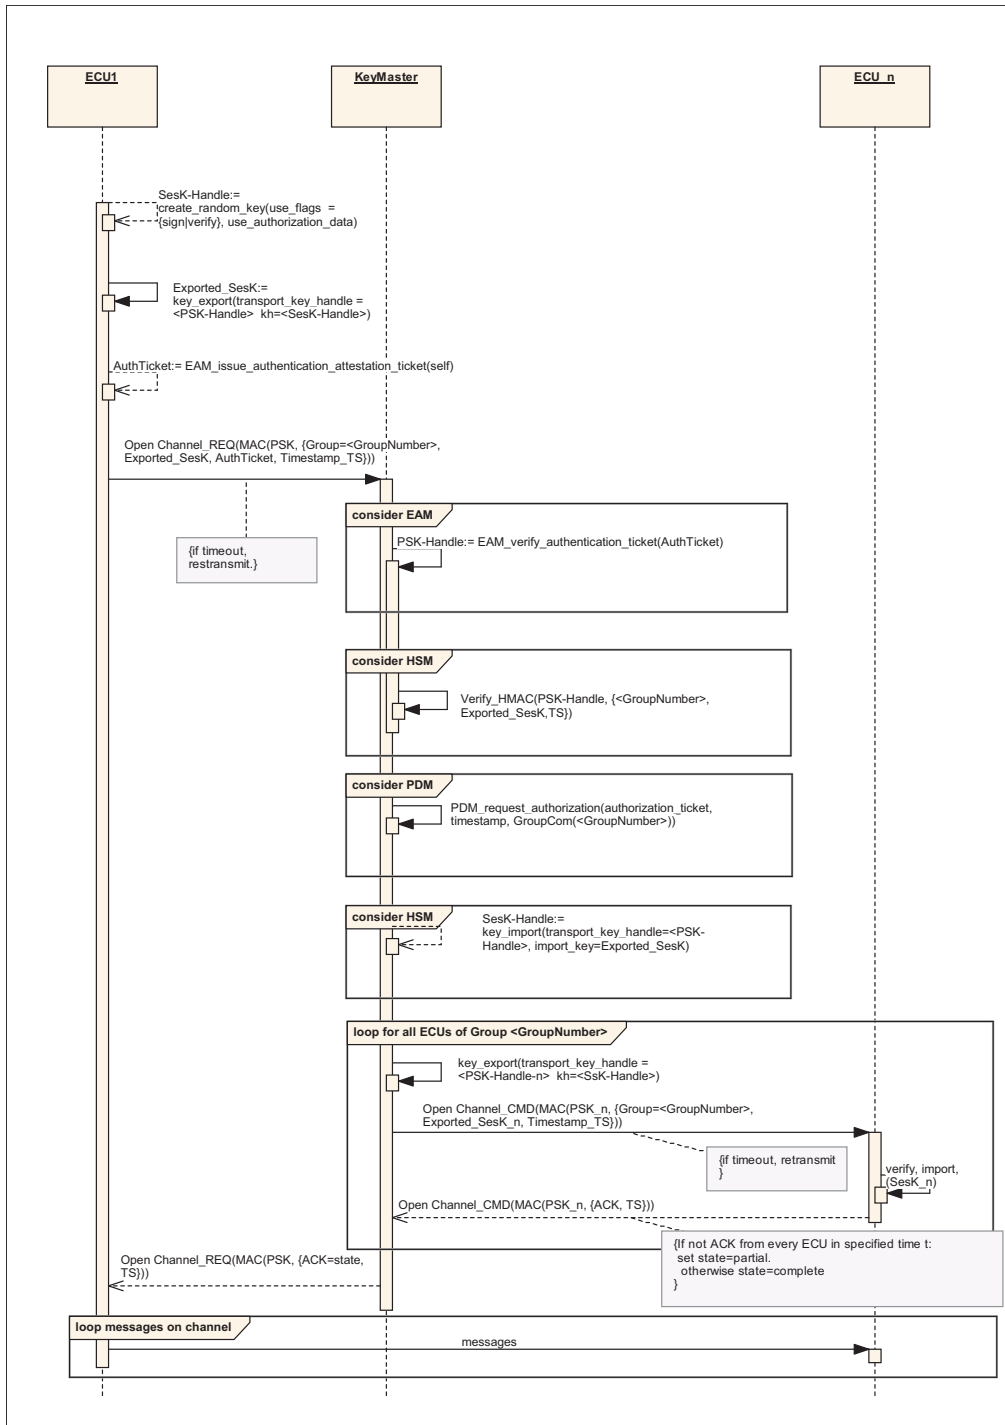 ECU1
KeyMaster
ECU n
SesK-Handle:=
create_random_key(use_flags =
{sign|verify}, use_authorization_data)
Exported_SesK:=
key_export(transport_key_handle =
<PSK-Handle> kh=<SesK-Handle>)
AuthTicket:= EAM_issue_authentication_attestation_ticket(self)
Open Channel_REQ(MAC(PSK, {Group=<GroupNumber>,
Exported_SesK, AuthTicket, Timestamp_TS}))
{if timeout,
restransmit.}
consider EAM
PSK-Handle:= EAM_verify_authentication_ticket(AuthTicket)
consider HSM
Verify_HMAC(PSK-Handle, {<GroupNumber>,
Exported_SesK,TS})
consider PDM
PDM_request_authorization(authorization_ticket,
timestamp, GroupCom(<GroupNumber>))
consider HSM
SesK-Handle:=
key_import(transport_key_handle=<PSK-
Handle>, import_key=Exported_SesK)
loop for all ECUs of Group <GroupNumber>
key_export(transport_key_handle =
<PSK-Handle-n> kh=<SsK-Handle>)
Open Channel_CMD(MAC(PSK_n, {Group=<GroupNumber>,
Exported_SesK_n, Timestamp_TS}))
{if timeout, retransmit
}
verify, import,
(SesK_n)
Open Channel_CMD(MAC(PSK_n, {ACK, TS}))
{If not ACK from every ECU in specified time t:
set state=partial.
otherwise state=complete
}
Open Channel_REQ(MAC(PSK, {ACK=state,
TS}))
loop messages on channel
messages